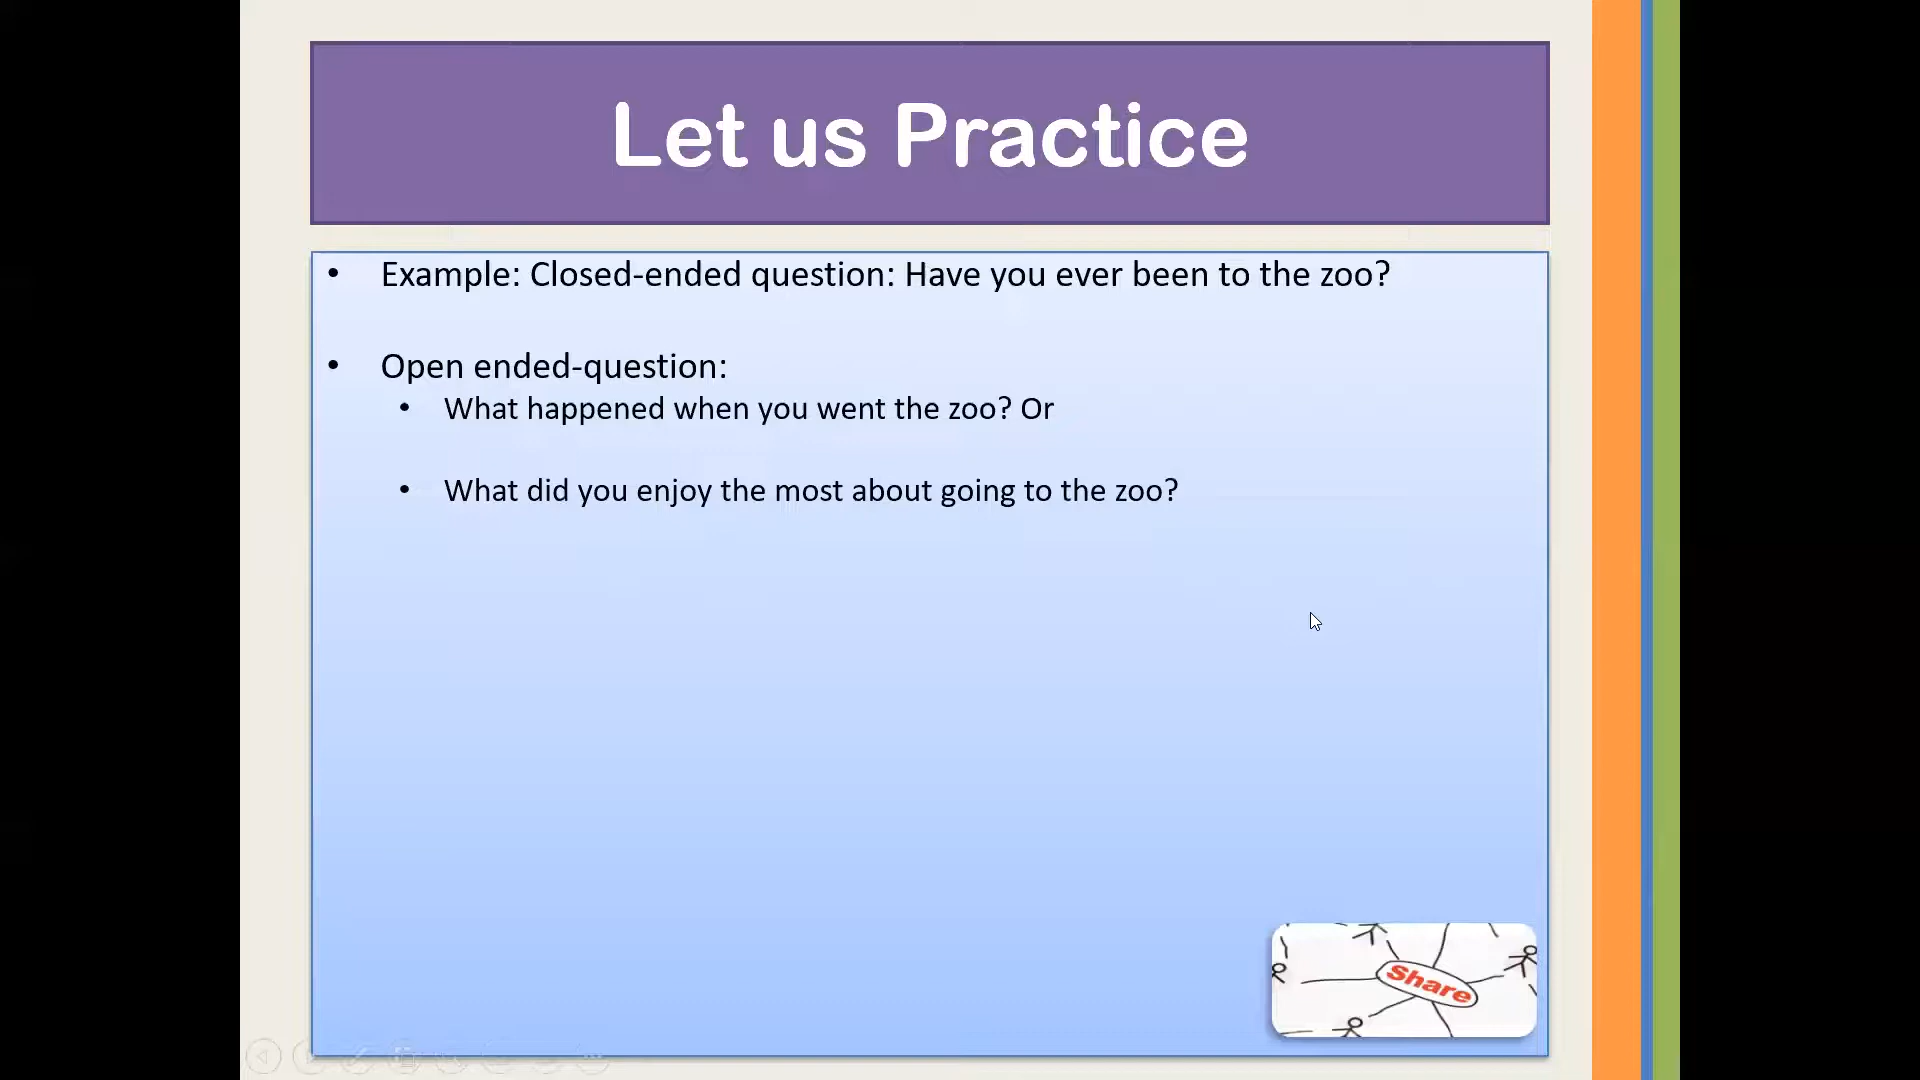 Let us Practice
• Example: Closed-ended question: Have you ever been to the zoo?
• Open ended-question:
• What happened when you went the zoo? Or
• What did you enjoy the most about going to the zoo?
Share